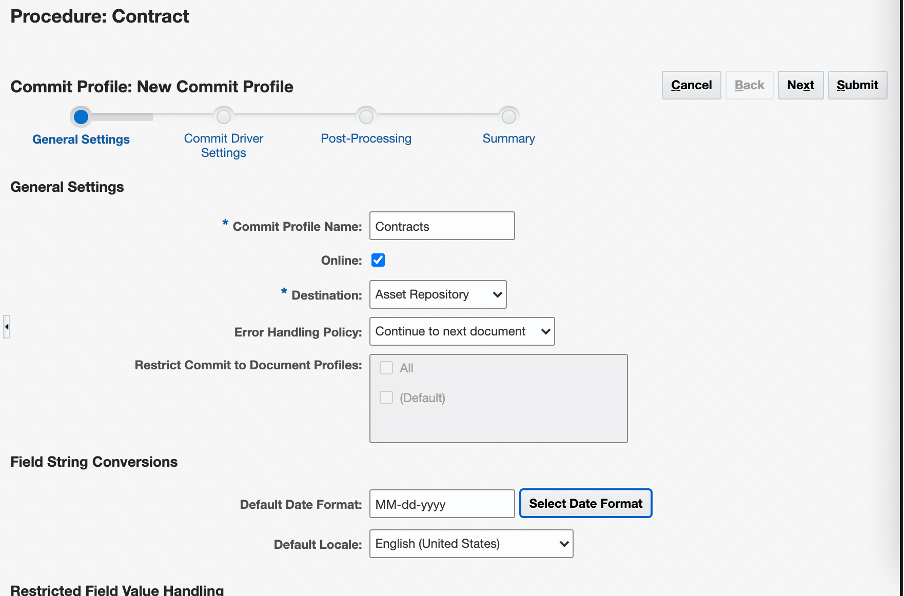 Procedure: Contract
Commit Profile: New Commit Profile
Cancel Back Next Submit
General Settings
Commit Driver
Settings
Post-Processing
Summary
General Settings
* Commit Profile Name: Contracts
Online:
* Destination: Asset Repository
Error Handling Policy: Continue to next document
Restrict Commit to Document Profiles: All
(Default)
Field String Conversions
Default Date Format: MM-dd-yyyy Select Date Format
Default Locale: English (United States)
Restricted Field Value Handling